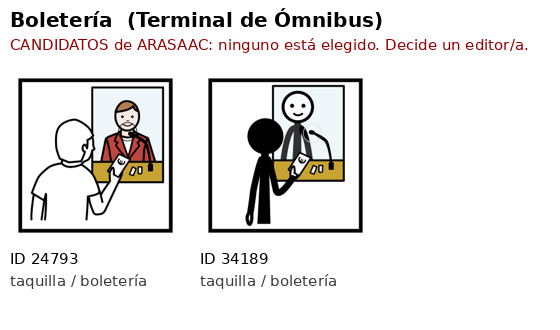 Boletería (Terminal de Ómnibus)
CANDIDATOS de ARASAAC: ninguno está elegido. Decide un editor/a.
ID 24793
taquilla / boletería
ID 34189
taquilla / boletería